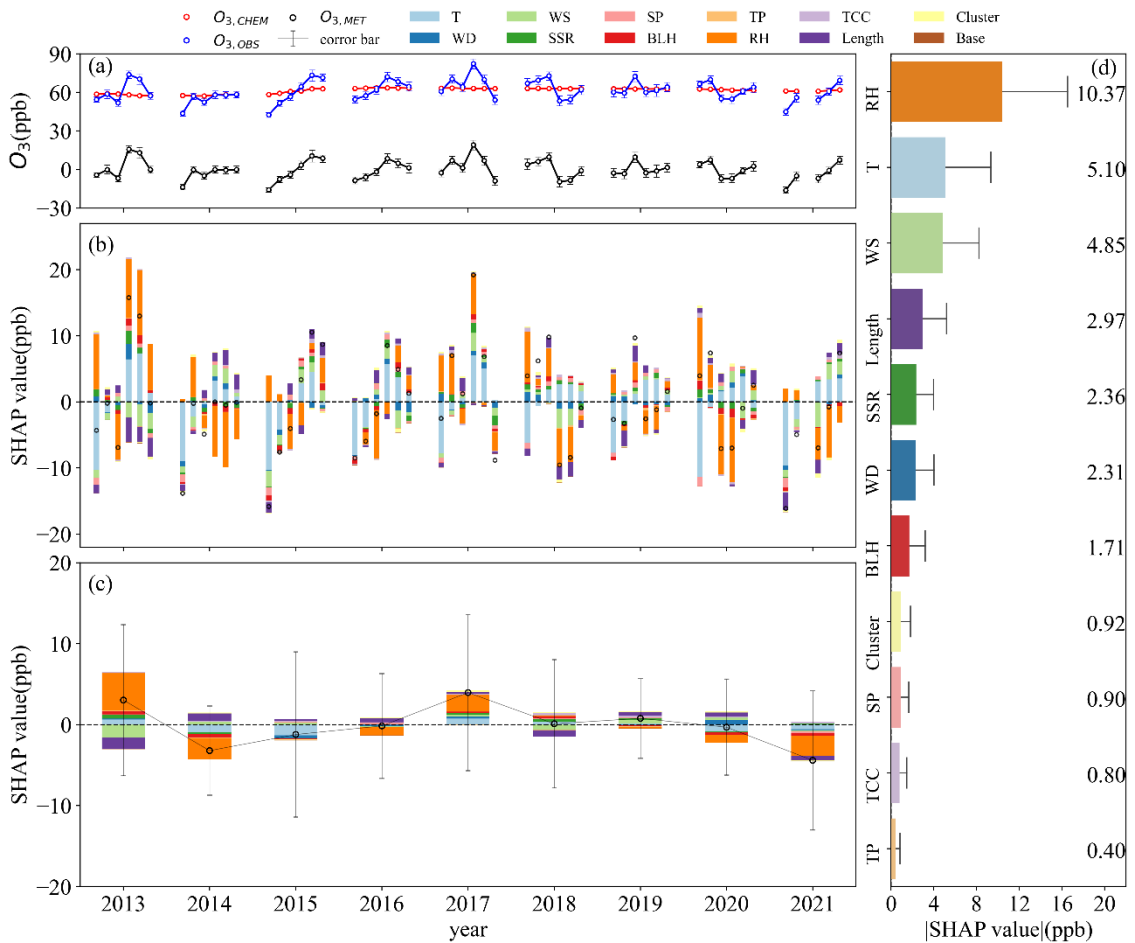 O3,CHEM O3,MET T WS SP TP TCC Cluster
O3,OBS corror bar WD SSR BLH RH Length Base
(a)
O3(ppb)
90
60
30
0
−30
(b)
SHAP value(ppb)
20
10
0
−10
−20
(c)
SHAP value(ppb)
20
10
0
−10
−20
2013 2014 2015 2016 2017 2018 2019 2020 2021
year
(d)
RH 10.37
T 5.10
WS 4.85
Length 2.97
SSR 2.36
WD 2.31
BLH 1.71
Cluster 0.92
SP 0.90
TCC 0.80
TP 0.40
0 4 8 12 16 20
|SHAP value|(ppb)